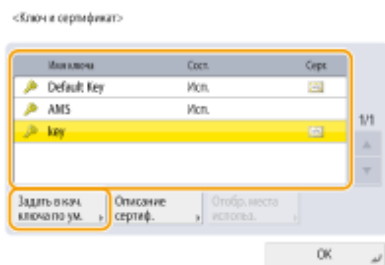 <Ключ и сертификат>
Имя ключа Сост. Серт.
Default Key Исп.
AMS Исп.
key
1/1
Задать в кач. ключа по ум.
Описание сертиф.
Отобр. места использ.
OK